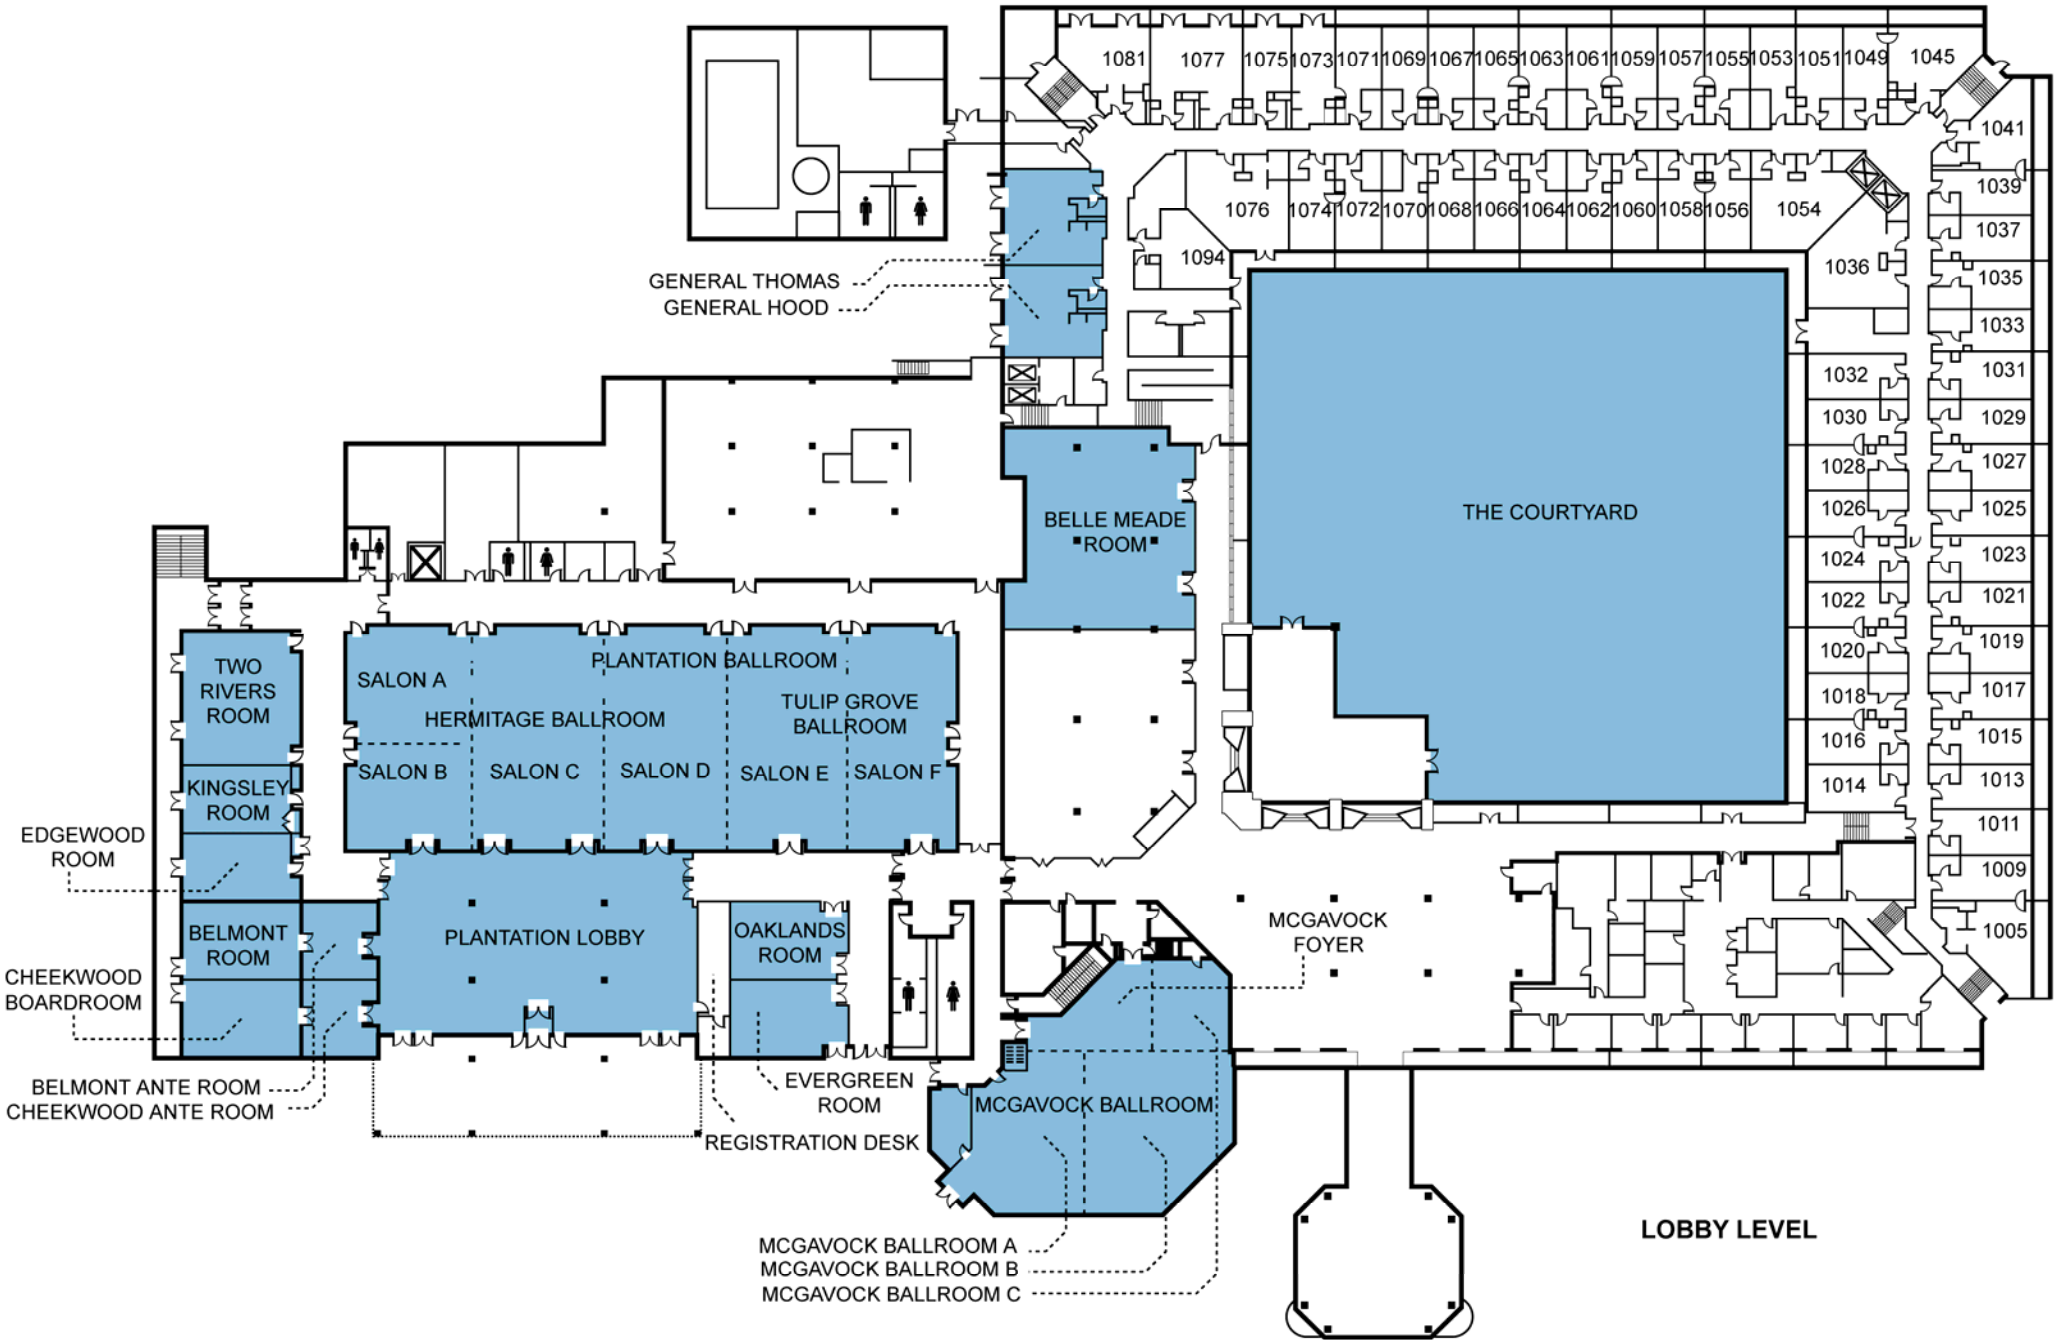 1081
1077
1075
1073
1071
1069
1067
1065
1063
1061
1059
1057
1055
1053
1051
1049
1045
1041
1039
1037
1035
1033
1031
1029
1027
1025
1023
1021
1019
1017
1015
1013
1011
1009
1005
1076
1074
1072
1070
1068
1066
1064
1062
1060
1058
1056
1054
1094
1036
1032
1030
1028
1026
1024
1022
1020
1018
1016
1014
GENERAL THOMAS
GENERAL HOOD
BELLE MEADE
ROOM
THE COURTYARD
TWO
RIVERS
ROOM
KINGSLEY
ROOM
EDGEWOOD
ROOM
BELMONT
ROOM
CHEEKWOOD
BOARDROOM
BELMONT ANTE ROOM
CHEEKWOOD ANTE ROOM
PLANTATION BALLROOM
SALON A
HERMITAGE BALLROOM
TULIP GROVE
BALLROOM
SALON B
SALON C
SALON D
SALON E
SALON F
PLANTATION LOBBY
OAKLANDS
ROOM
EVERGREEN
ROOM
REGISTRATION DESK
MCGAVOCK
FOYER
MCGAVOCK BALLROOM
MCGAVOCK BALLROOM A
MCGAVOCK BALLROOM B
MCGAVOCK BALLROOM C
LOBBY LEVEL